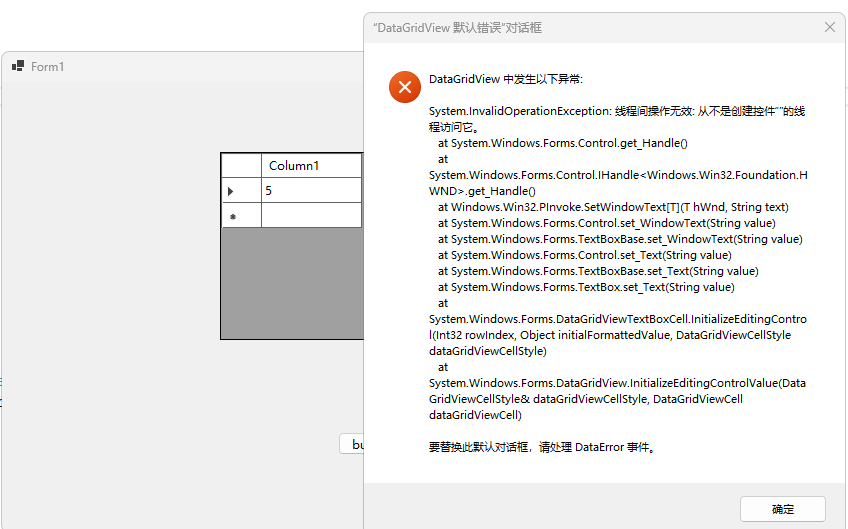 "DataGridView 默认错误"对话框
Form1
DataGridView 中发生以下异常:
System.InvalidOperationException: 线程间操作无效: 从不是创建控件""的线
程访问它。
at System.Windows.Forms.Control.get_Handle()
at
System.Windows.Forms.Control.IHandle<Windows.Win32.Foundation.H
WND>.get_Handle()
at Windows.Win32.PInvoke.SetWindowText[T](T hWnd, String text)
at System.Windows.Forms.Control.set_WindowText(String value)
at System.Windows.Forms.TextBoxBase.set_WindowText(String value)
at System.Windows.Forms.Control.set_Text(String value)
at System.Windows.Forms.TextBoxBase.set_Text(String value)
at System.Windows.Forms.TextBox.set_Text(String value)
at
System.Windows.Forms.DataGridViewTextBoxCell.InitializeEditingContro
l(Int32 rowIndex, Object initialFormattedValue, DataGridViewCellStyle
dataGridViewCellStyle)
at
System.Windows.Forms.DataGridView.InitializeEditingControlValue(Data
GridViewCellStyle& dataGridViewCellStyle, DataGridViewCell
dataGridViewCell)
要替换此默认对话框，请处理 DataError 事件。
确定
Column1
5
bu